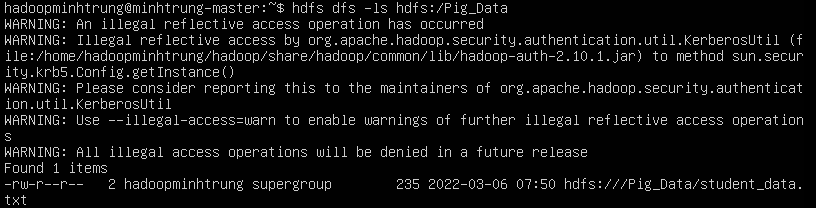 hadoopminhtrung@minhtrung-master:~$ hdfs dfs -ls hdfs:/Pig_Data
WARNING: An illegal reflective access operation has occurred
WARNING: Illegal reflective access by org.apache.hadoop.security.authentication.util.KerberosUtil (f
ile:/home/hadoopminhtrung/hadoop/share/hadoop/common/lib/hadoop-auth-2.10.1.jar) to method sun.secur
ity.krb5.Config.getInstance()
WARNING: Please consider reporting this to the maintainers of org.apache.hadoop.security.authenticat
ion.util.KerberosUtil
WARNING: Use --illegal-access=warn to enable warnings of further illegal reflective access operation
s
WARNING: All illegal access operations will be denied in a future release
Found 1 items
-rw-r--r--   2 hadoopminhtrung supergroup        235 2022-03-06 07:50 hdfs:///Pig_Data/student_data.
txt